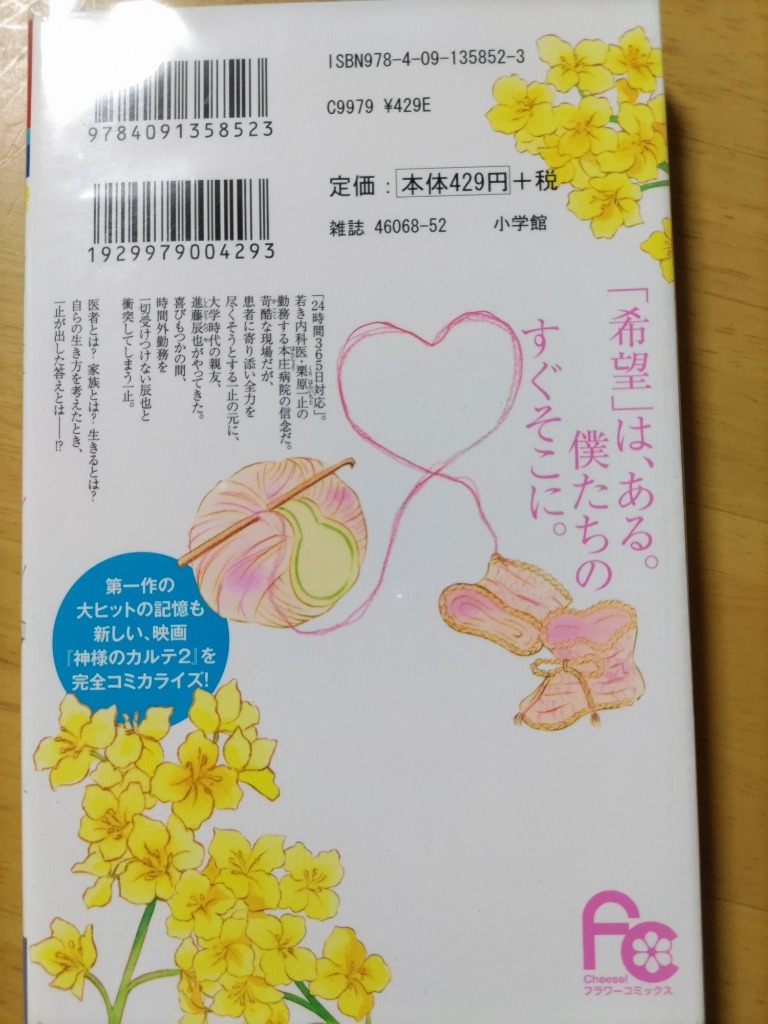 ISBN978-4-09-135852-3
9784091358523
C9979 ¥429E
定価：本体429円＋税
雑誌 46068-52 小学館
1929979004293
「希望」は、ある。
僕たちの
すぐそこに。
「24時間365日対応」。
若き内科医・栗原一止の
勤務する本庄病院の信念だ。
苛酷な現場だが、
患者に寄り添い全力を
尽くそうとする一止の元に、
大学時代の親友、
進藤辰也がやってきた。
喜びもつかの間、
時間外勤務を
一切受けつけない辰也と
衝突してしまう一止。
医者とは？家族とは？生きるとは？
自らの生き方を考えたとき、
一止が出した答えとは――!?
第一作の
大ヒットの記憶も
新しい、映画
『神様のカルテ2』を
完全コミカライズ！
FC
Cheese!
フラワーコミックス